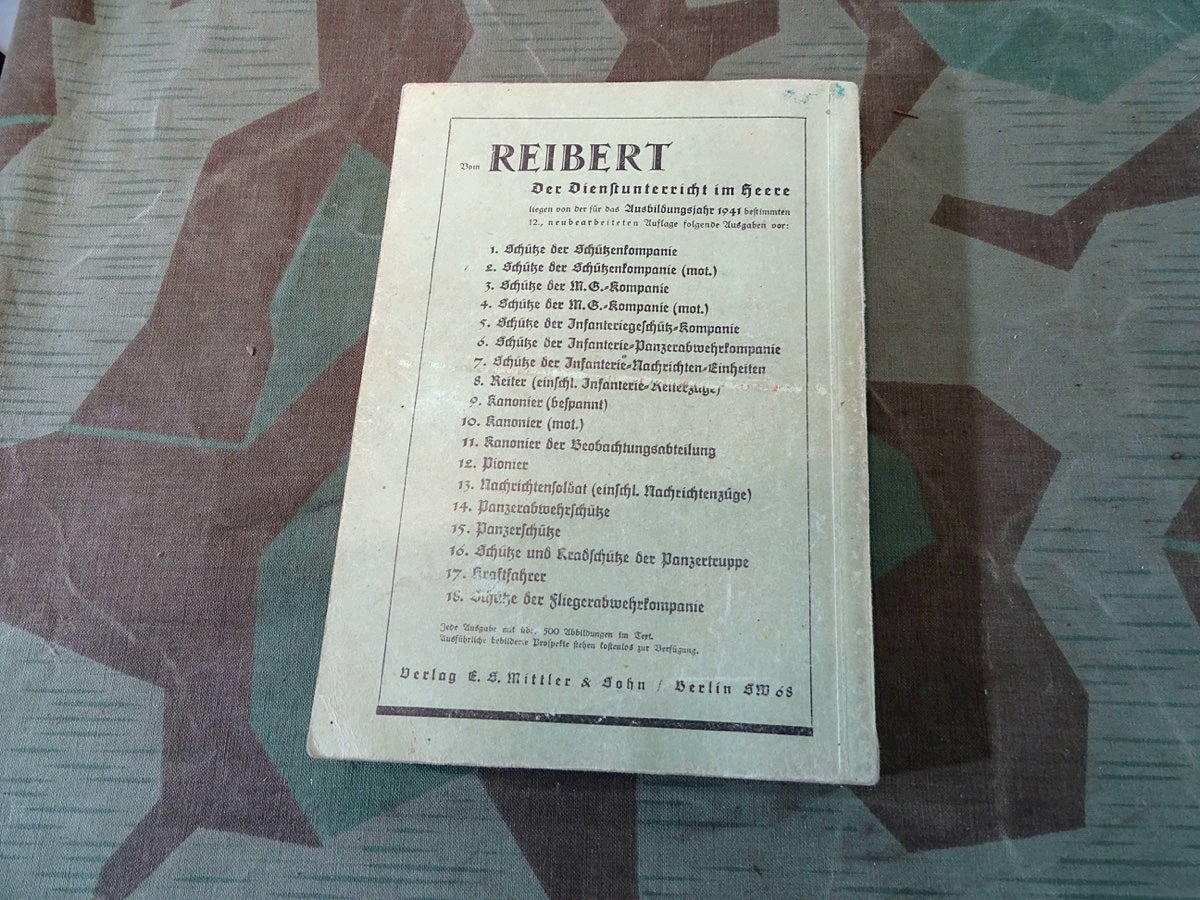 Vom REIBERT
Der Dienstunterricht im Heere
liegen von der für das Ausbildungsjahr 1941 bestimmten
12., neubearbeiteten Auflage folgende Ausgaben vor:
1. Schütze der Schützenkompanie
2. Schütze der Schützenkompanie (mot.)
3. Schütze der M.G.-Kompanie
4. Schütze der M.G.-Kompanie (mot.)
5. Schütze der Infanteriegeschütz-Kompanie
6. Schütze der Infanterie-Panzerabwehrkompanie
7. Schütze der Infanterie-Nachrichten-Einheiten
8. Reiter (einschl. Infanterie-Reiterzüge)
9. Kanonier (bespannt)
10. Kanonier (mot.)
11. Kanonier der Beobachtungsabteilung
12. Pionier
13. Nachrichtensoldat (einschl. Nachrichtenzüge)
14. Panzerabwehrschütze
15. Panzerschütze
16. Schütze und Kradschütze der Panzertruppe
17. Kraftfahrer
18. Schütze der Fliegerabwehrkompanie
Jede Ausgabe mit üb. 500 Abbildungen im Text.
Ausführliche bebilderte Prospekte stehen kostenlos zur Verfügung.
Verlag E. S. Mittler & Sohn / Berlin SW 68